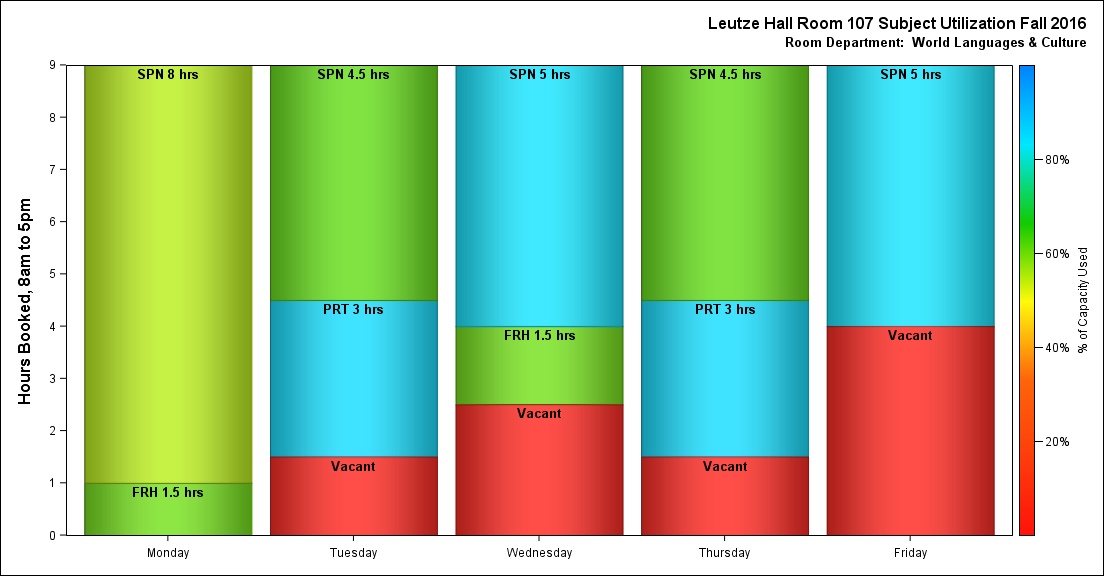 Leutze Hall Room 107 Subject Utilization Fall 2016
Room Department:  World Languages & Culture
Hours Booked, 8am to 5pm
9
8
7
6
5
4
3
2
1
0
SPN 8 hrs
FRH 1.5 hrs
SPN 4.5 hrs
PRT 3 hrs
Vacant
SPN 5 hrs
FRH 1.5 hrs
Vacant
SPN 4.5 hrs
PRT 3 hrs
Vacant
SPN 5 hrs
Vacant
Monday
Tuesday
Wednesday
Thursday
Friday
80%
60%
40%
20%
% of Capacity Used